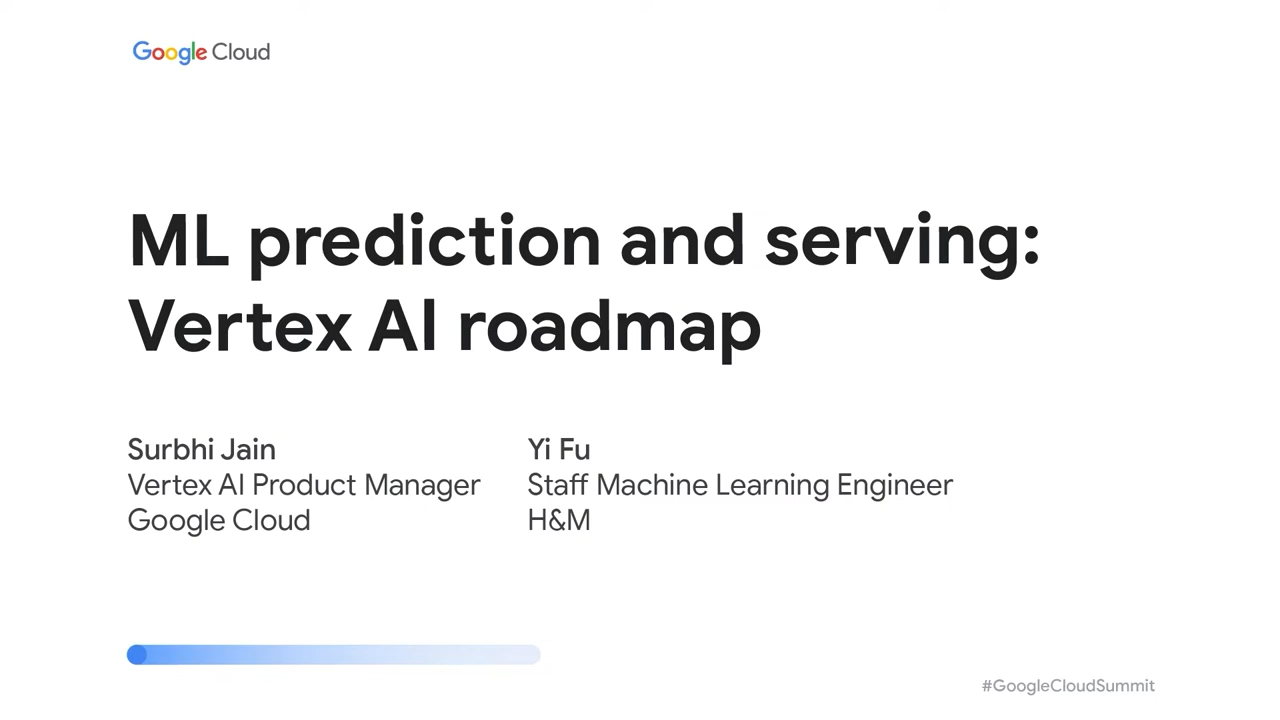 Google Cloud
ML prediction and serving:
Vertex AI roadmap
Surbhi Jain
Vertex AI Product Manager
Google Cloud
Yi Fu
Staff Machine Learning Engineer
H&M
#GoogleCloudSummit